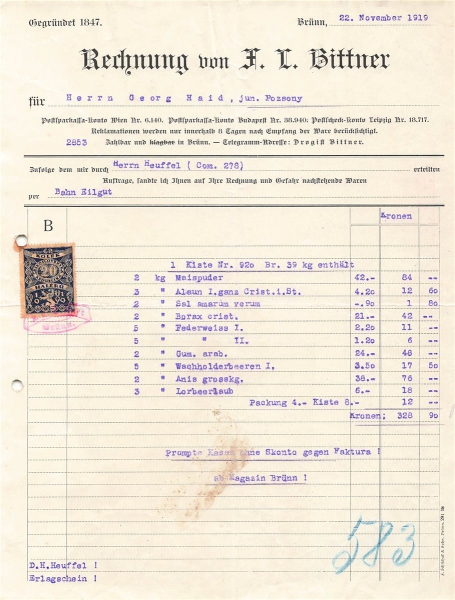 Gegründet 1847.
Brünn, 22. November 1919
Rechnung von F. L. Bittner
für Herrn Georg Haid, jun. Pozsony
Postsparkassa-Konto Wien Nr. 6.140. Postsparkassa-Konto Budapest Nr. 38.940; Postscheck-Konto Leipzig Nr. 18.717.
Reklamationen werden nur innerhalb 8 Tagen nach Empfang der Ware berücksichtigt.
2853 Zahlbar und klagbar in Brünn. — Telegramm-Adresse: Drogist Bittner.
Zufolge dem mir durch Herrn Heuffel ( Com. 278) erteilten
Auftrage, sandte ich Ihnen auf Ihre Rechnung und Gefahr nachstehende Waren
per Bahn Eilgut
Kronen
B
1 Kiste Nr. 920 Br. 39 kg enthält
2 kg Maispuder 42.- 84 --
3 " Alaun I.ganz Crist.i.St. 4.20 12 60
2 " Sal amarum verum -.90 1 80
2 " Borax crist. 21.- 42 --
5 " Federweiss I. 2.20 11 --
5 " " II. 1.20 6 --
2 " Gum. arab. 24.- 48 --
5 " Wachholderbeeren I. 3.50 17 50
2 " Anis grosskg. 38.- 76 --
3 " Lorbeerlaub 6.- 18 --
Packung 4.- Kiste 8.- 12 --
Kronen; 328 90
Prompte Kassa ohne Skonto gegen Faktura !
ab Magazin Brünn !
20
583
D.H.Heuffel !
Erlagschein !